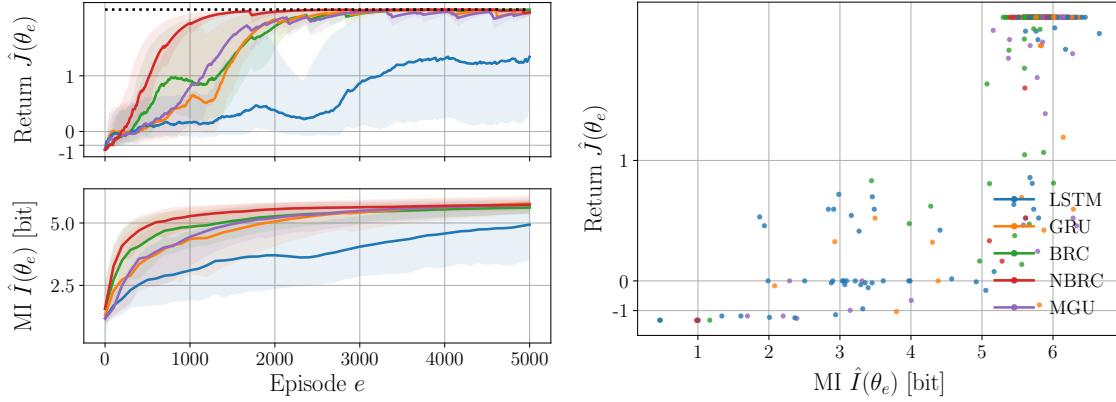 Return Ĵ(θ_e)
1
0
-1
MI Î(θ_e) [bit]
5.0
2.5
0 1000 2000 3000 4000 5000
Episode e
Return Ĵ(θ_e)
1
0
-1
LSTM
GRU
BRC
NBRC
MGU
1 2 3 4 5 6
MI Î(θ_e) [bit]